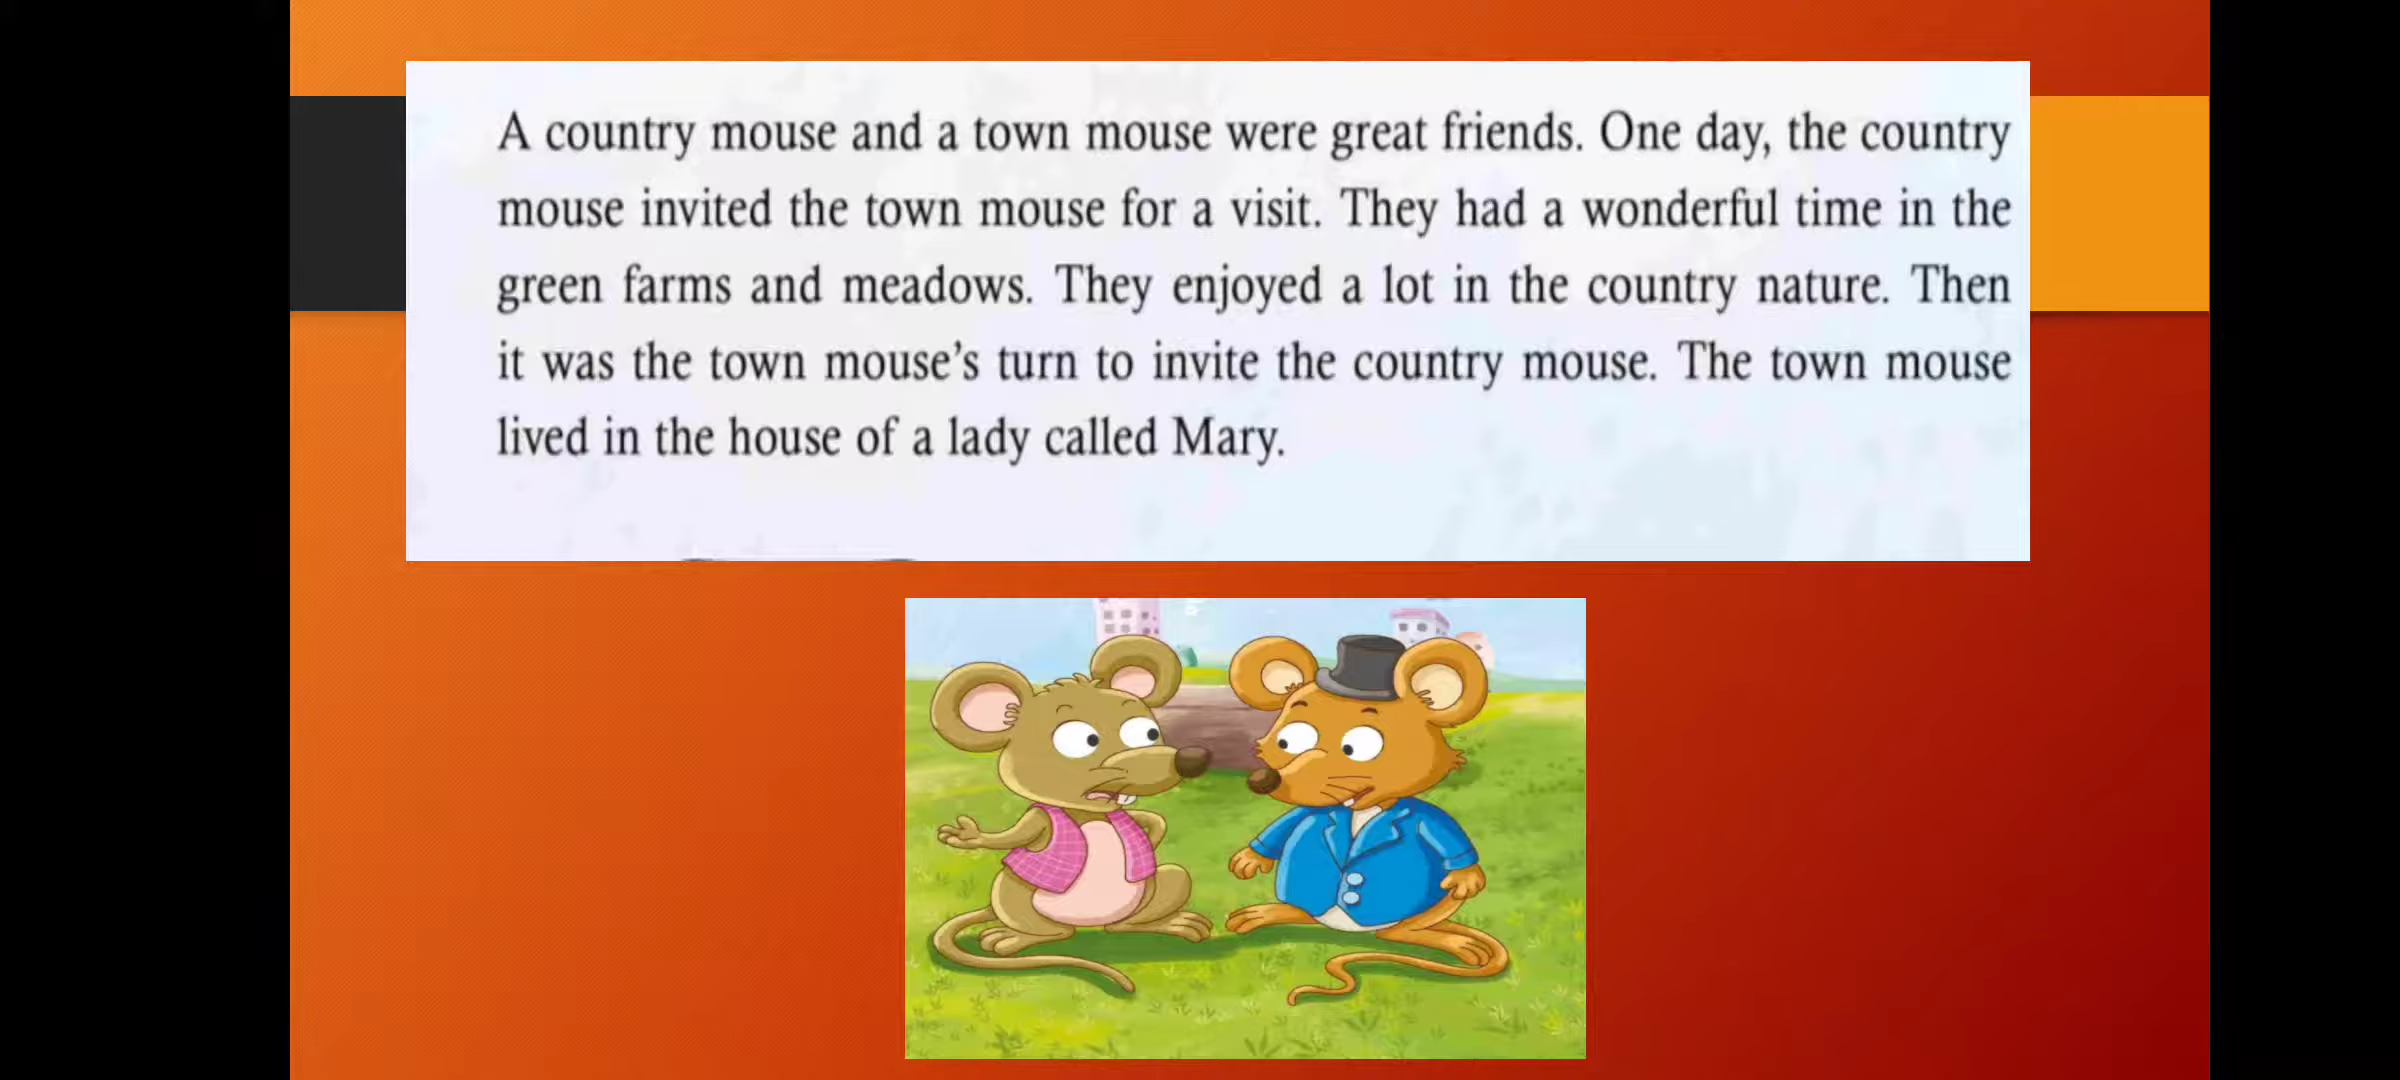 A country mouse and a town mouse were great friends. One day, the country
mouse invited the town mouse for a visit. They had a wonderful time in the
green farms and meadows. They enjoyed a lot in the country nature. Then
it was the town mouse’s turn to invite the country mouse. The town mouse
lived in the house of a lady called Mary.